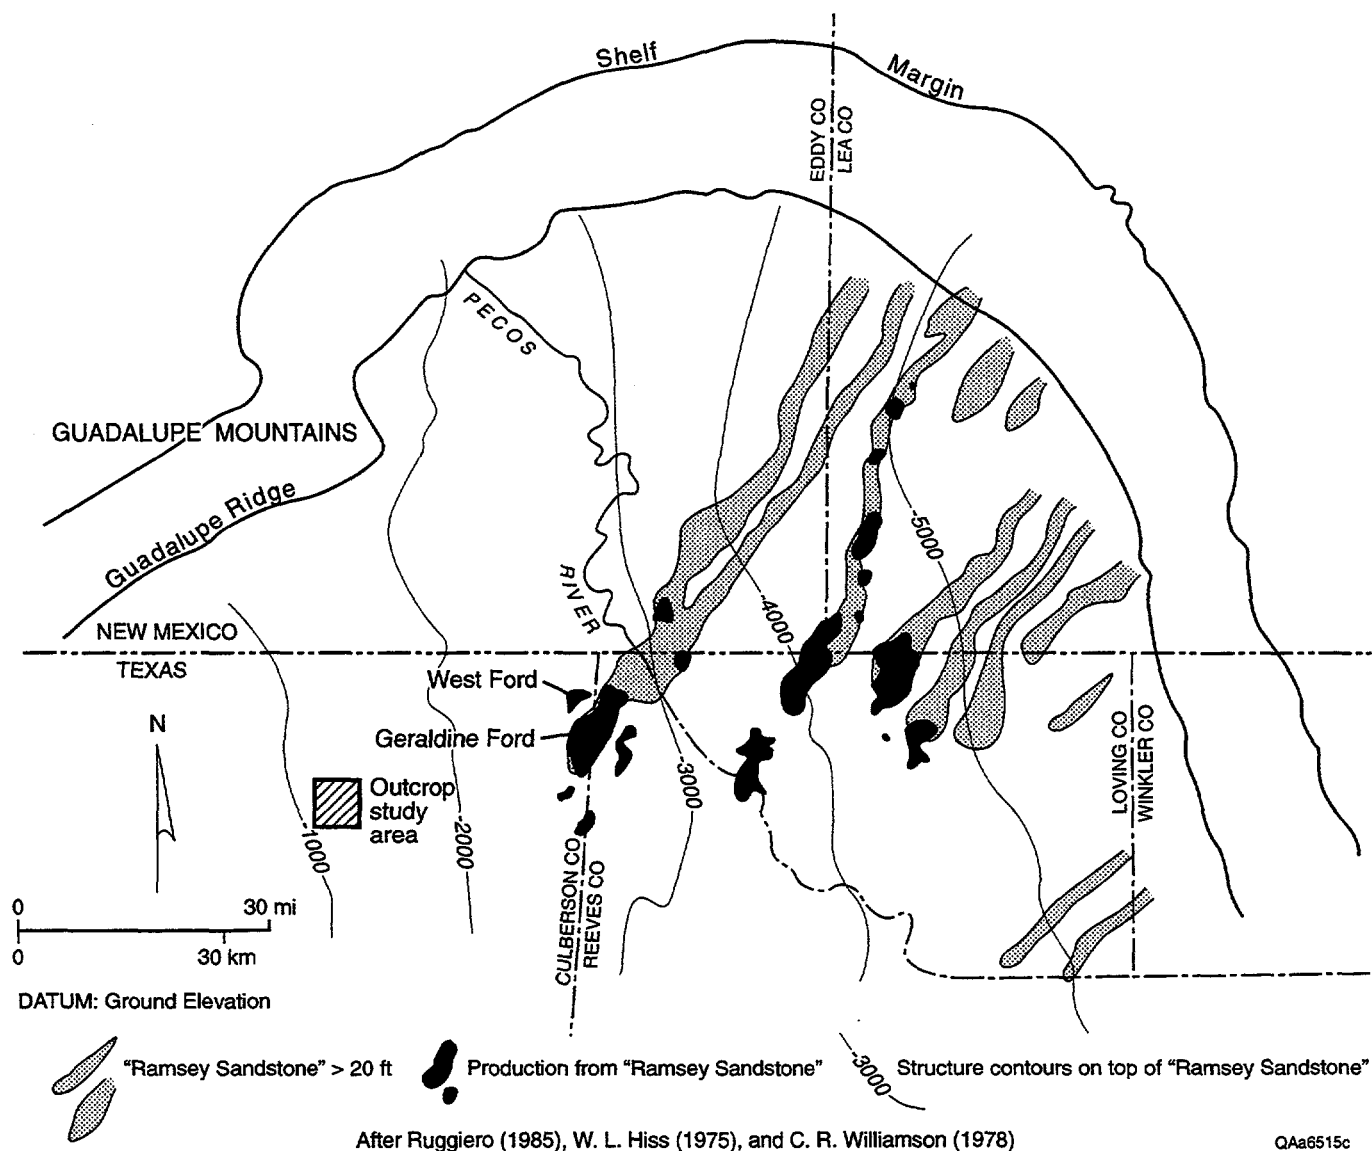 Shelf
Margin
EDDY CO
LEA CO
PECOS
GUADALUPE MOUNTAINS
Guadalupe Ridge
-5000
RIVER
-4000
NEW MEXICO
TEXAS
West Ford
N
Geraldine Ford
-3000
LOVING CO
WINKLER CO
Outcrop
study
area
-1000
-2000
CULBERSON CO
REEVES CO
0 30 mi
0 30 km
DATUM: Ground Elevation
"Ramsey Sandstone" > 20 ft
Production from "Ramsey Sandstone"
-3000
Structure contours on top of "Ramsey Sandstone"
After Ruggiero (1985), W. L. Hiss (1975), and C. R. Williamson (1978)
QAa6515c